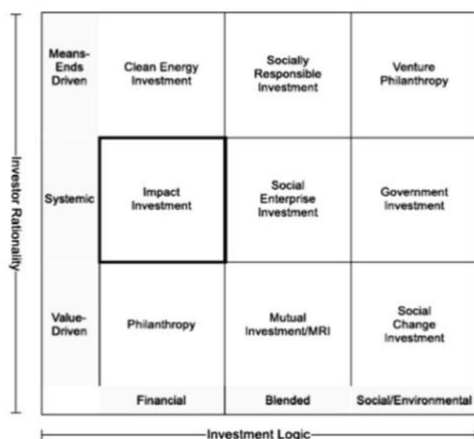 Means-
Ends
Driven
Clean Energy
Investment
Socially
Responsible
Investment
Venture
Philanthropy
Investor Rationality
Systemic
Impact
Investment
Social
Enterprise
Investment
Government
Investment
Value-
Driven
Philanthropy
Mutual
Investment/MRI
Social
Change
Investment
Financial
Blended
Social/Environmental
Investment Logic